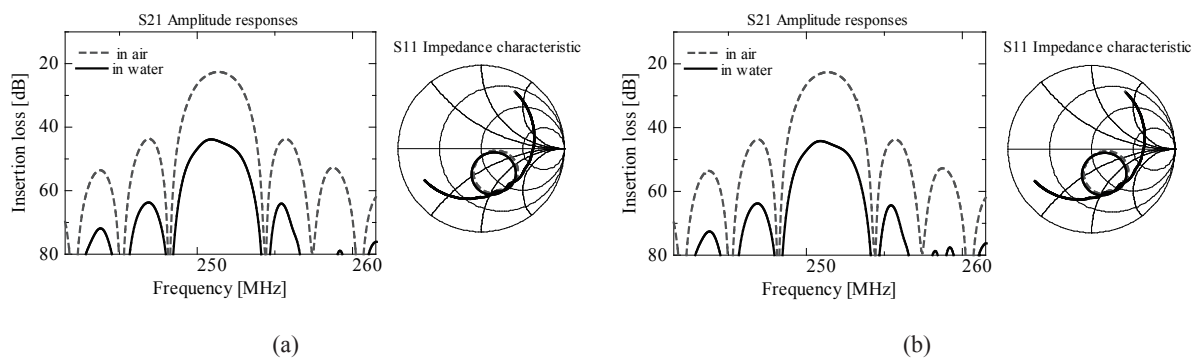 S21 Amplitude responses
in air
in water
20
40
60
80
250
260
Insertion loss [dB]
Frequency [MHz]
S11 Impedance characteristic
(a)
S21 Amplitude responses
in air
in water
20
40
60
80
250
260
Insertion loss [dB]
Frequency [MHz]
S11 Impedance characteristic
(b)